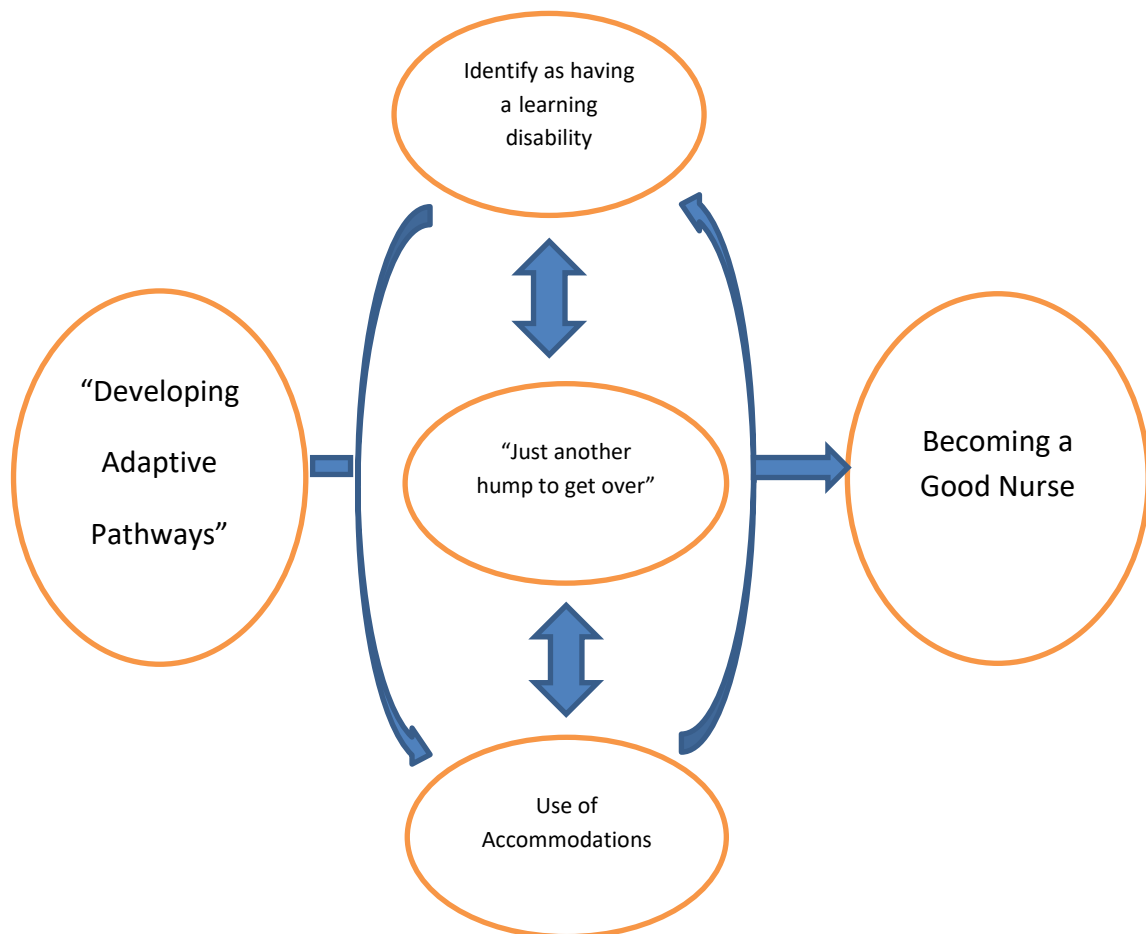 Identify as having
a learning
disability
“Developing
Adaptive
Pathways”
“Just another
hump to get over”
Becoming a
Good Nurse
Use of
Accommodations